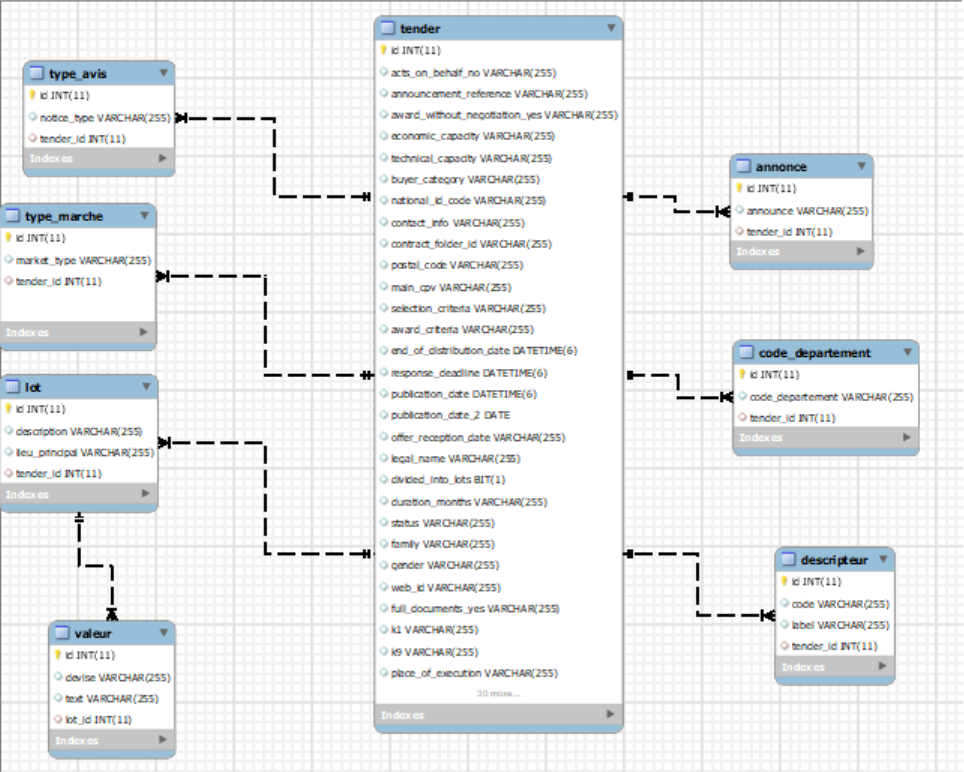 type_avis
id INT(11)
notice_type VARCHAR(255)
tender_id INT(11)
Indexes
type_marche
id INT(11)
market_type VARCHAR(255)
tender_id INT(11)
Indexes
lot
id INT(11)
description VARCHAR(255)
lieu_principal VARCHAR(255)
tender_id INT(11)
Indexes
valeur
id INT(11)
devise VARCHAR(255)
text VARCHAR(255)
lot_id INT(11)
Indexes
tender
id INT(11)
acts_on_behalf_no VARCHAR(255)
announcement_reference VARCHAR(255)
award_without_negotiation_yes VARCHAR(255)
economic_capacity VARCHAR(255)
technical_capacity VARCHAR(255)
buyer_category VARCHAR(255)
national_id_code VARCHAR(255)
contact_info VARCHAR(255)
contract_folder_id VARCHAR(255)
postal_code VARCHAR(255)
main_cpv VARCHAR(255)
selection_criteria VARCHAR(255)
award_criteria VARCHAR(255)
end_of_distribution_date DATETIME(6)
response_deadline DATETIME(6)
publication_date DATETIME(6)
publication_date_2 DATE
offer_reception_date VARCHAR(255)
legal_name VARCHAR(255)
divided_into_lots BIT(1)
duration_months VARCHAR(255)
status VARCHAR(255)
family VARCHAR(255)
gender VARCHAR(255)
web_id VARCHAR(255)
full_documents_yes VARCHAR(255)
k1 VARCHAR(255)
k9 VARCHAR(255)
place_of_execution VARCHAR(255)
30 more...
Indexes
annonce
id INT(11)
announce VARCHAR(255)
tender_id INT(11)
Indexes
code_departement
id INT(11)
code_departement VARCHAR(255)
tender_id INT(11)
Indexes
descripteur
id INT(11)
code VARCHAR(255)
label VARCHAR(255)
tender_id INT(11)
Indexes